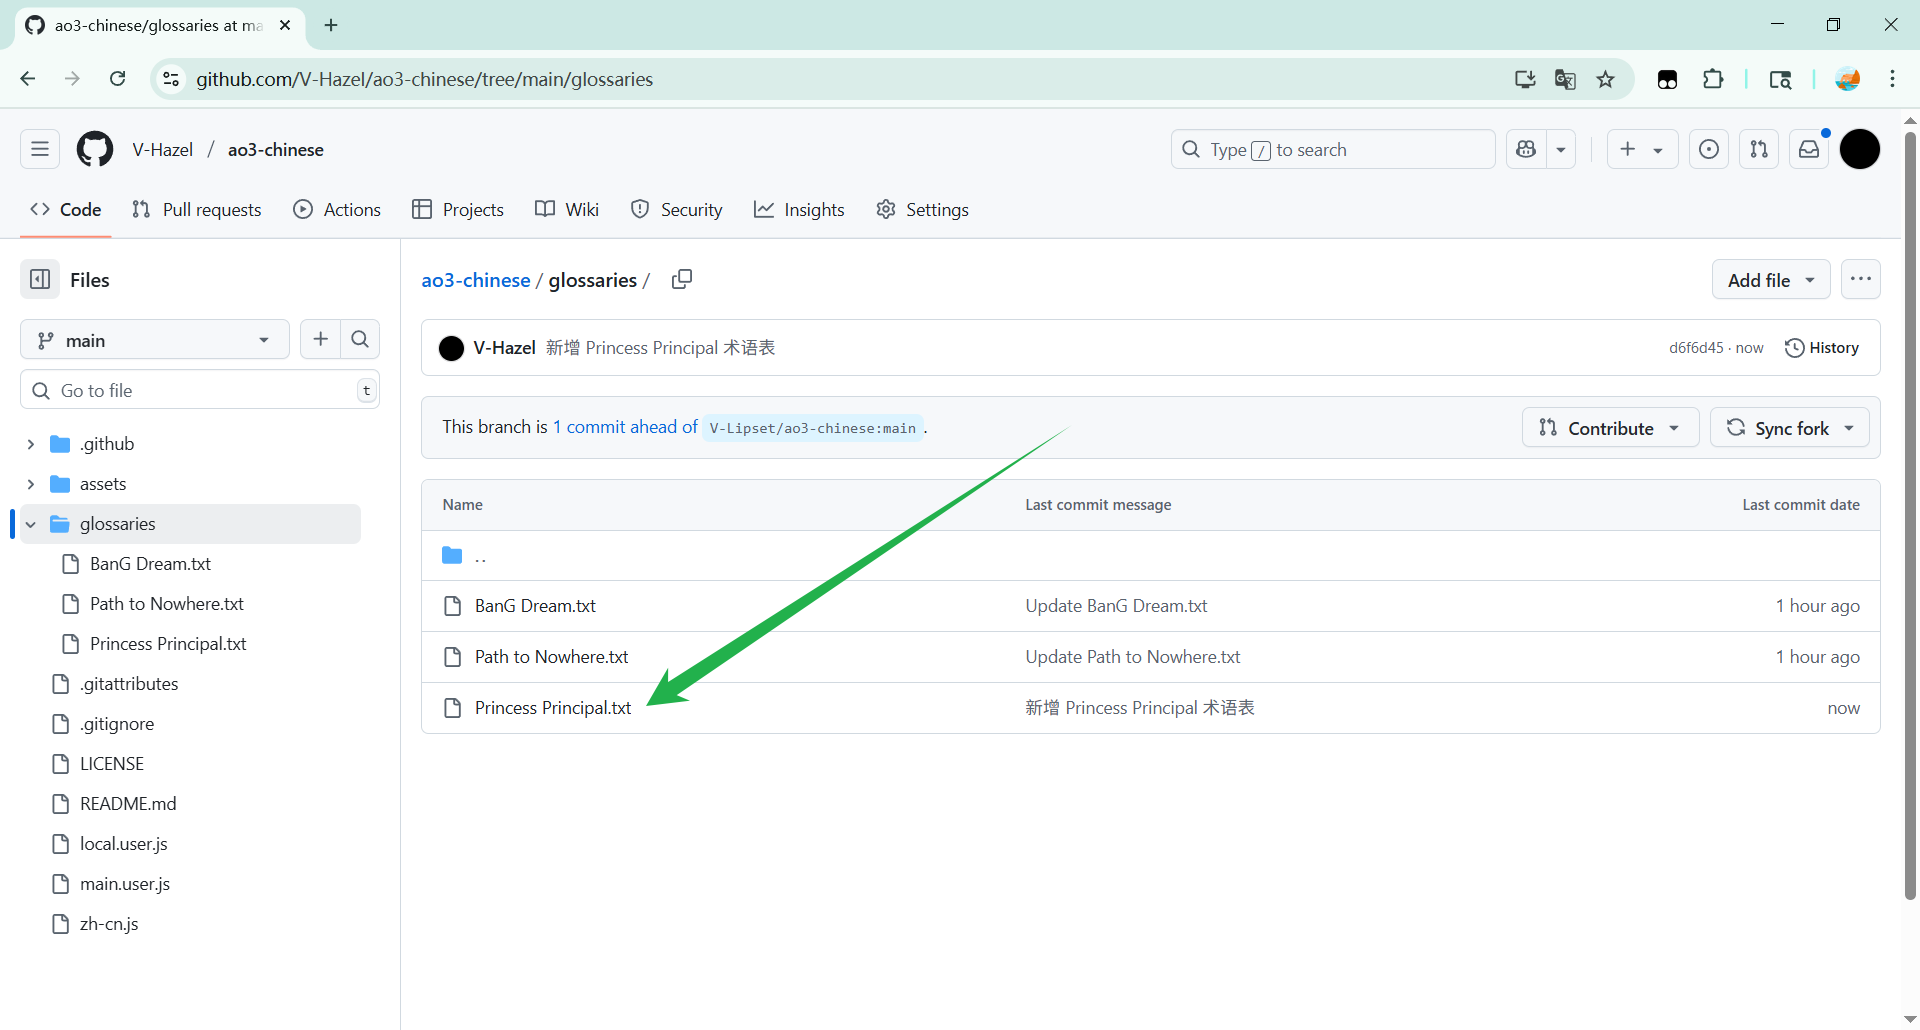 ao3-chinese/glossaries at ma
github.com/V-Hazel/ao3-chinese/tree/main/glossaries
V-Hazel / ao3-chinese
Type / to search
Code Pull requests Actions Projects Wiki Security Insights Settings
Files
main
Go to file t
.github
assets
glossaries
BanG Dream.txt
Path to Nowhere.txt
Princess Principal.txt
.gitattributes
.gitignore
LICENSE
README.md
local.user.js
main.user.js
zh-cn.js
ao3-chinese / glossaries /
Add file
V-Hazel 新增 Princess Principal 术语表
d6f6d45 · now History
This branch is 1 commit ahead of V-Lipset/ao3-chinese:main .
Contribute Sync fork
Name Last commit message Last commit date
..
BanG Dream.txt Update BanG Dream.txt 1 hour ago
Path to Nowhere.txt Update Path to Nowhere.txt 1 hour ago
Princess Principal.txt 新增 Princess Principal 术语表 now